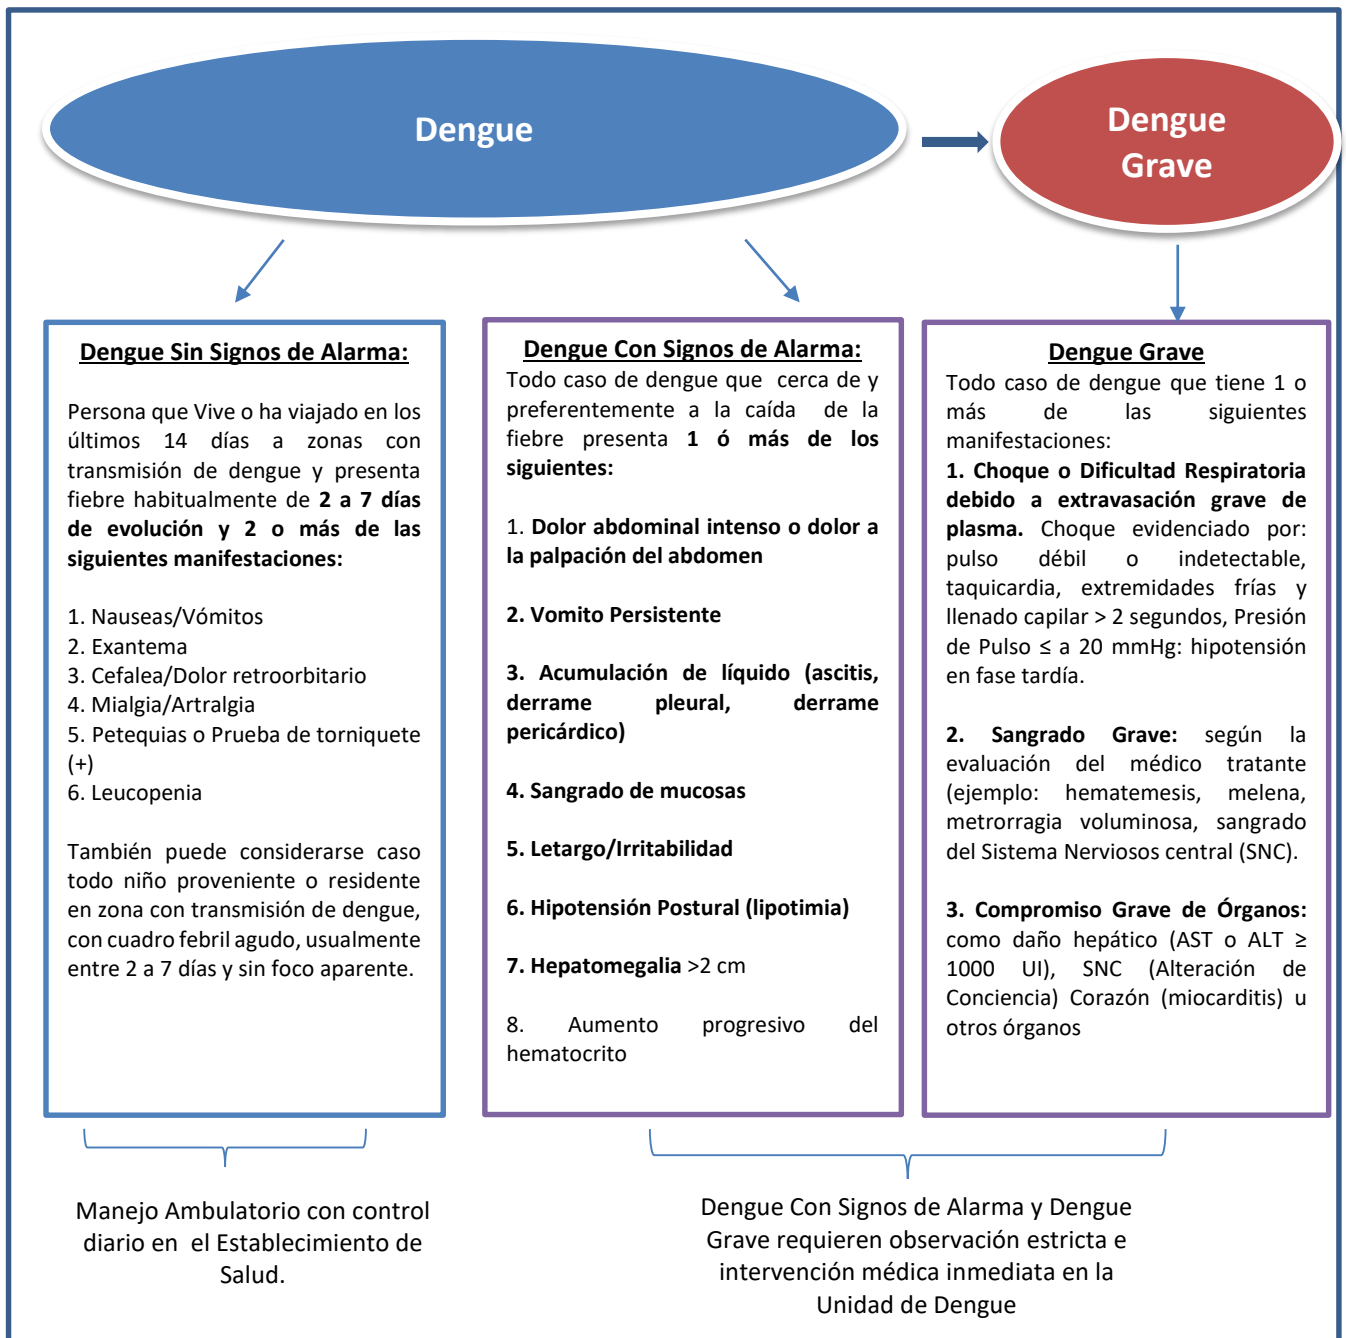 Dengue
Dengue
Grave
Dengue Sin Signos de Alarma:
Persona que Vive o ha viajado en los
últimos 14 días a zonas con
transmisión de dengue y presenta
fiebre habitualmente de 2 a 7 días
de evolución y 2 o más de las
siguientes manifestaciones:
1. Nauseas/Vómitos
2. Exantema
3. Cefalea/Dolor retroorbitario
4. Mialgia/Artralgia
5. Petequias o Prueba de torniquete
(+)
6. Leucopenia
También puede considerarse caso
todo niño proveniente o residente
en zona con transmisión de dengue,
con cuadro febril agudo, usualmente
entre 2 a 7 días y sin foco aparente.
Dengue Con Signos de Alarma:
Todo caso de dengue que cerca de y
preferentemente a la caída de la
fiebre presenta 1 ó más de los
siguientes:
1. Dolor abdominal intenso o dolor a
la palpación del abdomen
2. Vomito Persistente
3. Acumulación de líquido (ascitis,
derrame pleural, derrame
pericárdico)
4. Sangrado de mucosas
5. Letargo/Irritabilidad
6. Hipotensión Postural (lipotimia)
7. Hepatomegalia >2 cm
8. Aumento progresivo del
hematocrito
Dengue Grave
Todo caso de dengue que tiene 1 o
más de las siguientes
manifestaciones:
1. Choque o Dificultad Respiratoria
debido a extravasación grave de
plasma. Choque evidenciado por:
pulso débil o indetectable,
taquicardia, extremidades frías y
llenado capilar > 2 segundos, Presión
de Pulso ≤ a 20 mmHg: hipotensión
en fase tardía.
2. Sangrado Grave: según la
evaluación del médico tratante
(ejemplo: hematemesis, melena,
metrorragia voluminosa, sangrado
del Sistema Nerviosos central (SNC).
3. Compromiso Grave de Órganos:
como daño hepático (AST o ALT ≥
1000 UI), SNC (Alteración de
Conciencia) Corazón (miocarditis) u
otros órganos
Manejo Ambulatorio con control
diario en el Establecimiento de
Salud.
Dengue Con Signos de Alarma y Dengue
Grave requieren observación estricta e
intervención médica inmediata en la
Unidad de Dengue